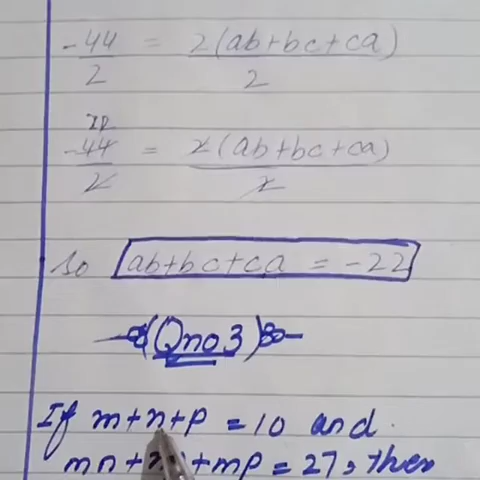 -44/2 = 2(ab+bc+ca)/2
22
-44/2 = 2(ab+bc+ca)/2
so ab+bc+ca = -22
(Qno3)
If m+n+p = 10 and
mn+ +mp = 27, then